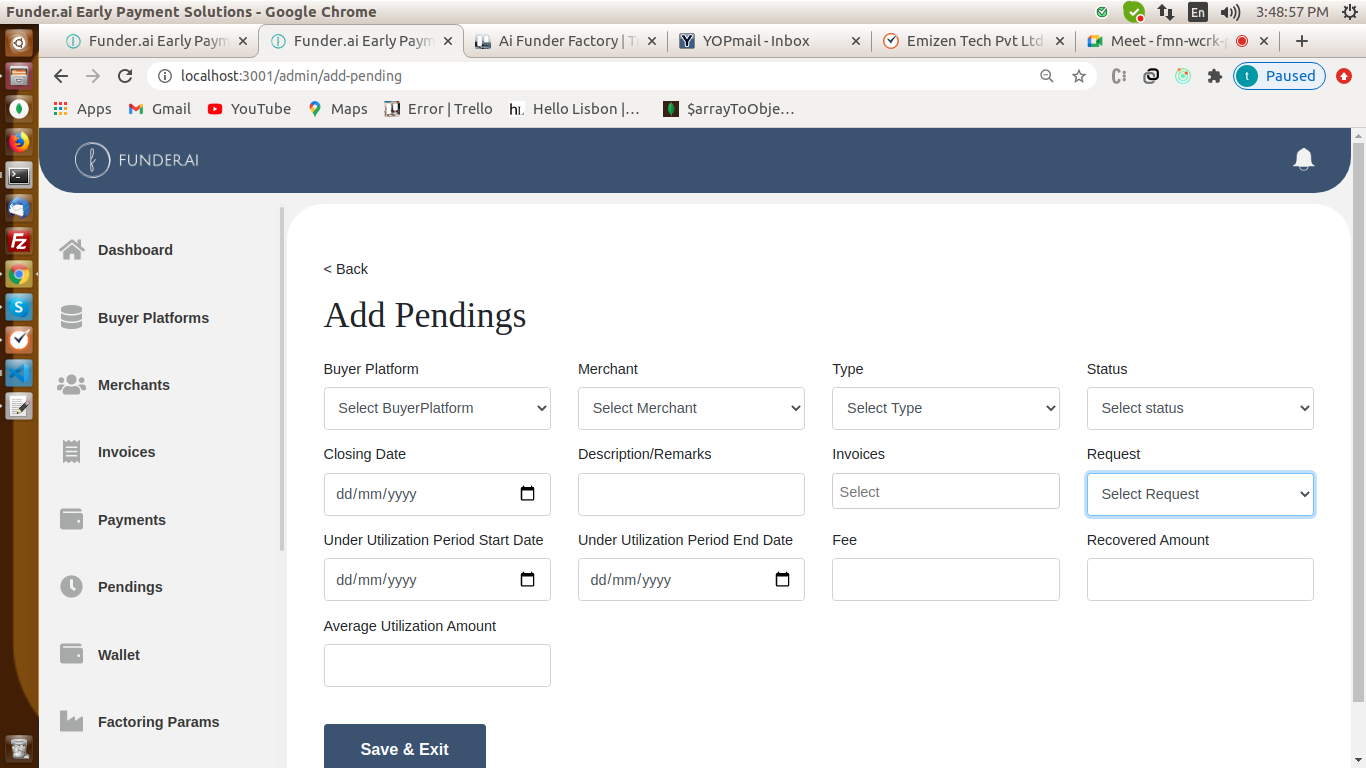 Funder.ai Early Payment Solutions - Google Chrome
En
3:48:57 PM
Funder.ai Early Paym
Funder.ai Early Paym
Ai Funder Factory | T
YOPmail - Inbox
Emizen Tech Pvt Ltd
Meet - fmn-wcrk-
localhost:3001/admin/add-pending
t Paused
Apps
Gmail
YouTube
Maps
Error | Trello
hi. Hello Lisbon |...
$arrayToObje...
FUNDER.AI
Dashboard
Buyer Platforms
Merchants
Invoices
Payments
Pendings
Wallet
Factoring Params
< Back
Add Pendings
Buyer Platform
Merchant
Type
Status
Select BuyerPlatform
Select Merchant
Select Type
Select status
Closing Date
Description/Remarks
Invoices
Request
dd/mm/yyyy
Select
Select Request
Under Utilization Period Start Date
Under Utilization Period End Date
Fee
Recovered Amount
dd/mm/yyyy
dd/mm/yyyy
Average Utilization Amount
Save & Exit